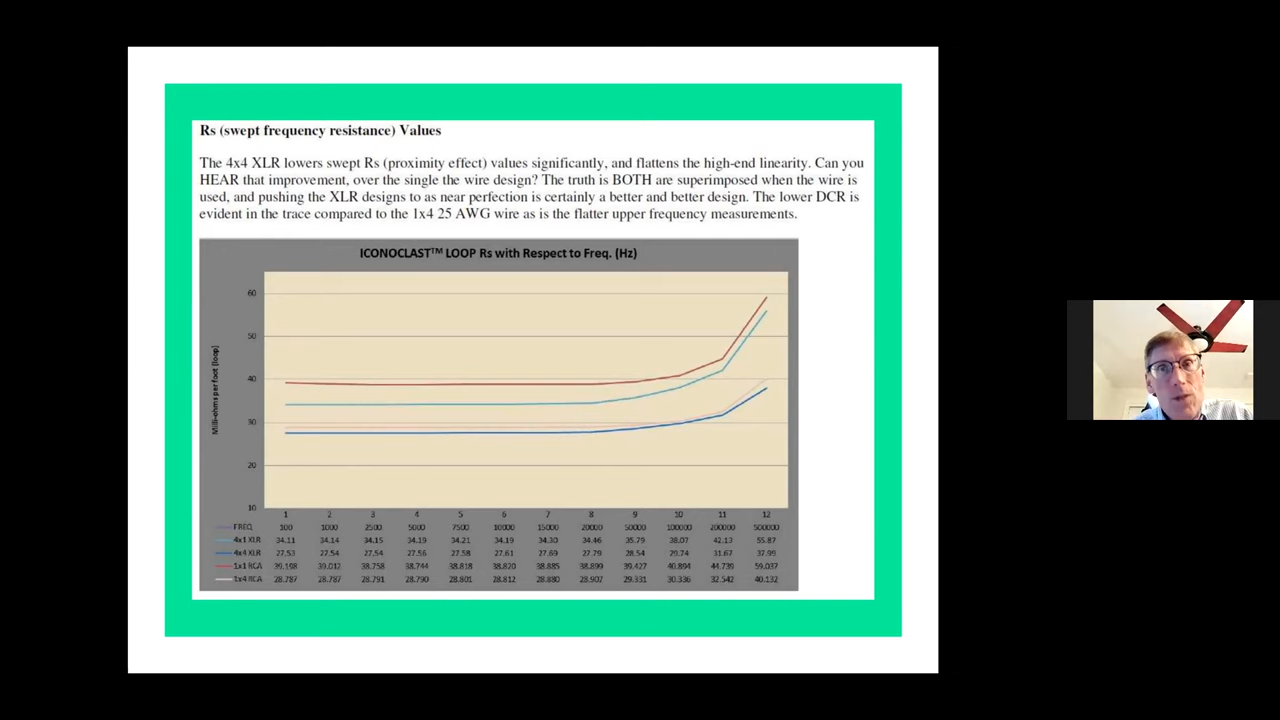 Rs (swept frequency resistance) Values
The 4x4 XLR lowers swept Rs (proximity effect) values significantly, and flattens the high-end linearity. Can you
HEAR that improvement, over the single the wire design? The truth is BOTH are superimposed when the wire is
used, and pushing the XLR designs to as near perfection is certainly a better and better design. The lower DCR is
evident in the trace compared to the 1x4 25 AWG wire as is the flatter upper frequency measurements.
ICONOCLAST™ LOOP Rs with Respect to Freq. (Hz)
Milli-ohms per foot (loop)
60
50
40
30
20
10
1 2 3 4 5 6 7 8 9 10 11 12
FREQ 100 1000 2500 5000 7500 10000 15000 20000 50000 100000 200000 500000
4x1 XLR 34.11 34.14 34.15 34.19 34.21 34.19 34.30 34.46 35.79 38.07 42.13 55.87
4x4 XLR 27.53 27.54 27.54 27.56 27.58 27.61 27.69 27.79 28.54 29.74 31.67 37.99
1x1 RCA 39.198 39.012 38.758 38.744 38.818 38.820 38.885 38.899 39.427 40.894 44.739 59.037
1x4 RCA 28.787 28.787 28.791 28.790 28.801 28.812 28.880 28.902 29.331 30.336 32.542 40.132